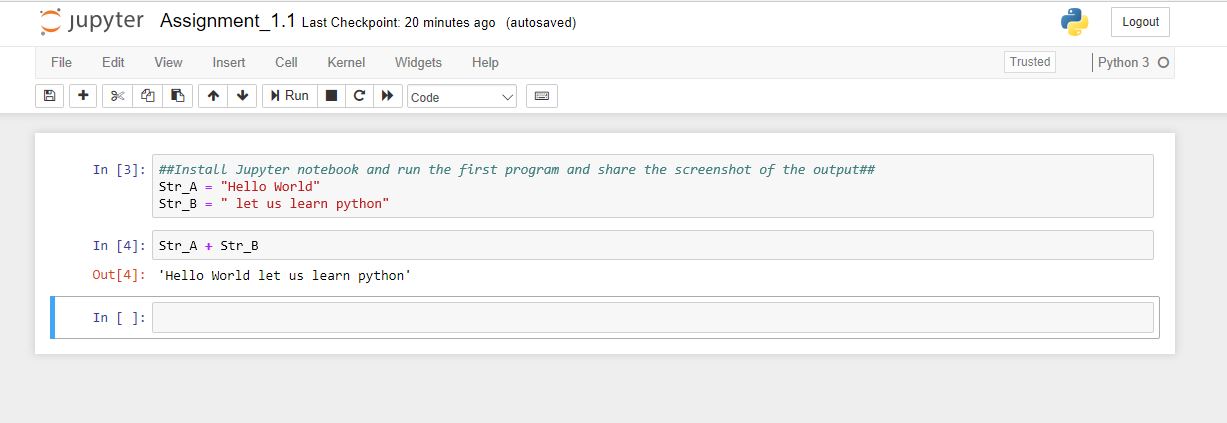 jupyter Assignment_1.1 Last Checkpoint: 20 minutes ago (autosaved) Logout
File Edit View Insert Cell Kernel Widgets Help Trusted Python 3
Run Code
In [3]: ##Install Jupyter notebook and run the first program and share the screenshot of the output##
Str_A = "Hello World"
Str_B = " let us learn python"
In [4]: Str_A + Str_B
Out[4]: 'Hello World let us learn python'
In [ ]: